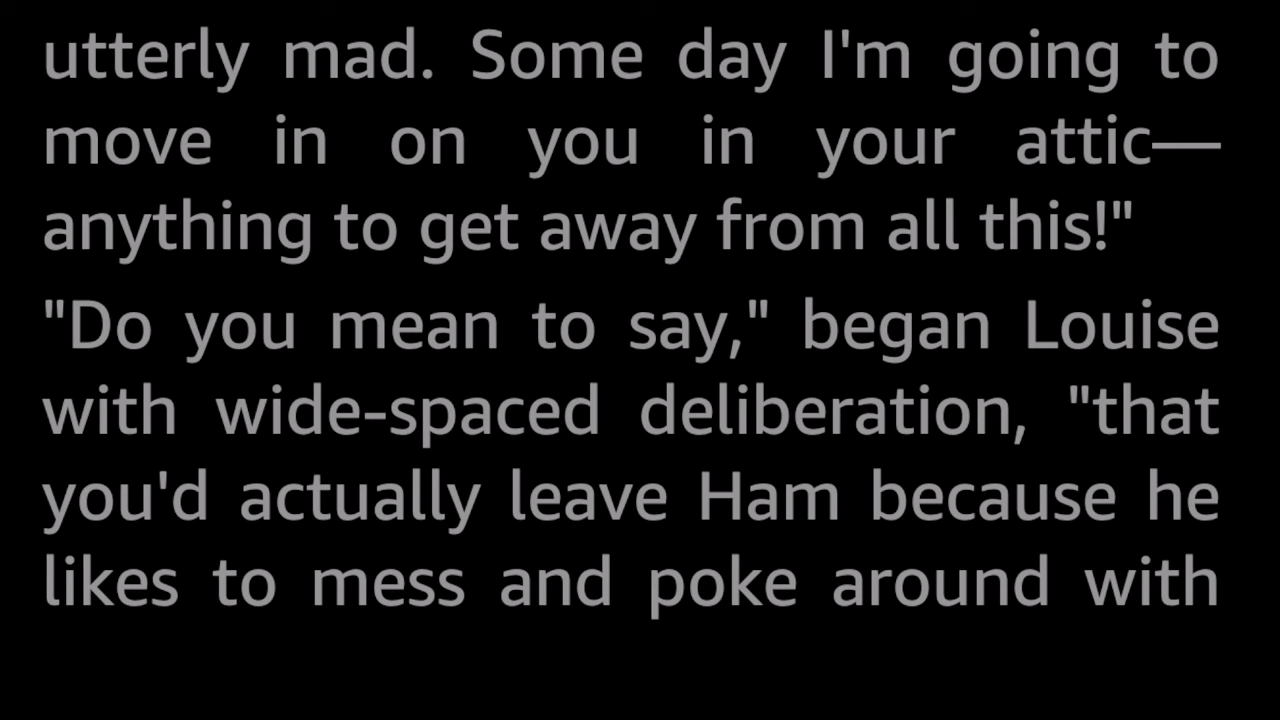 utterly mad. Some day I'm going to
move in on you in your attic—
anything to get away from all this!"
"Do you mean to say," began Louise
with wide-spaced deliberation, "that
you'd actually leave Ham because he
likes to mess and poke around with